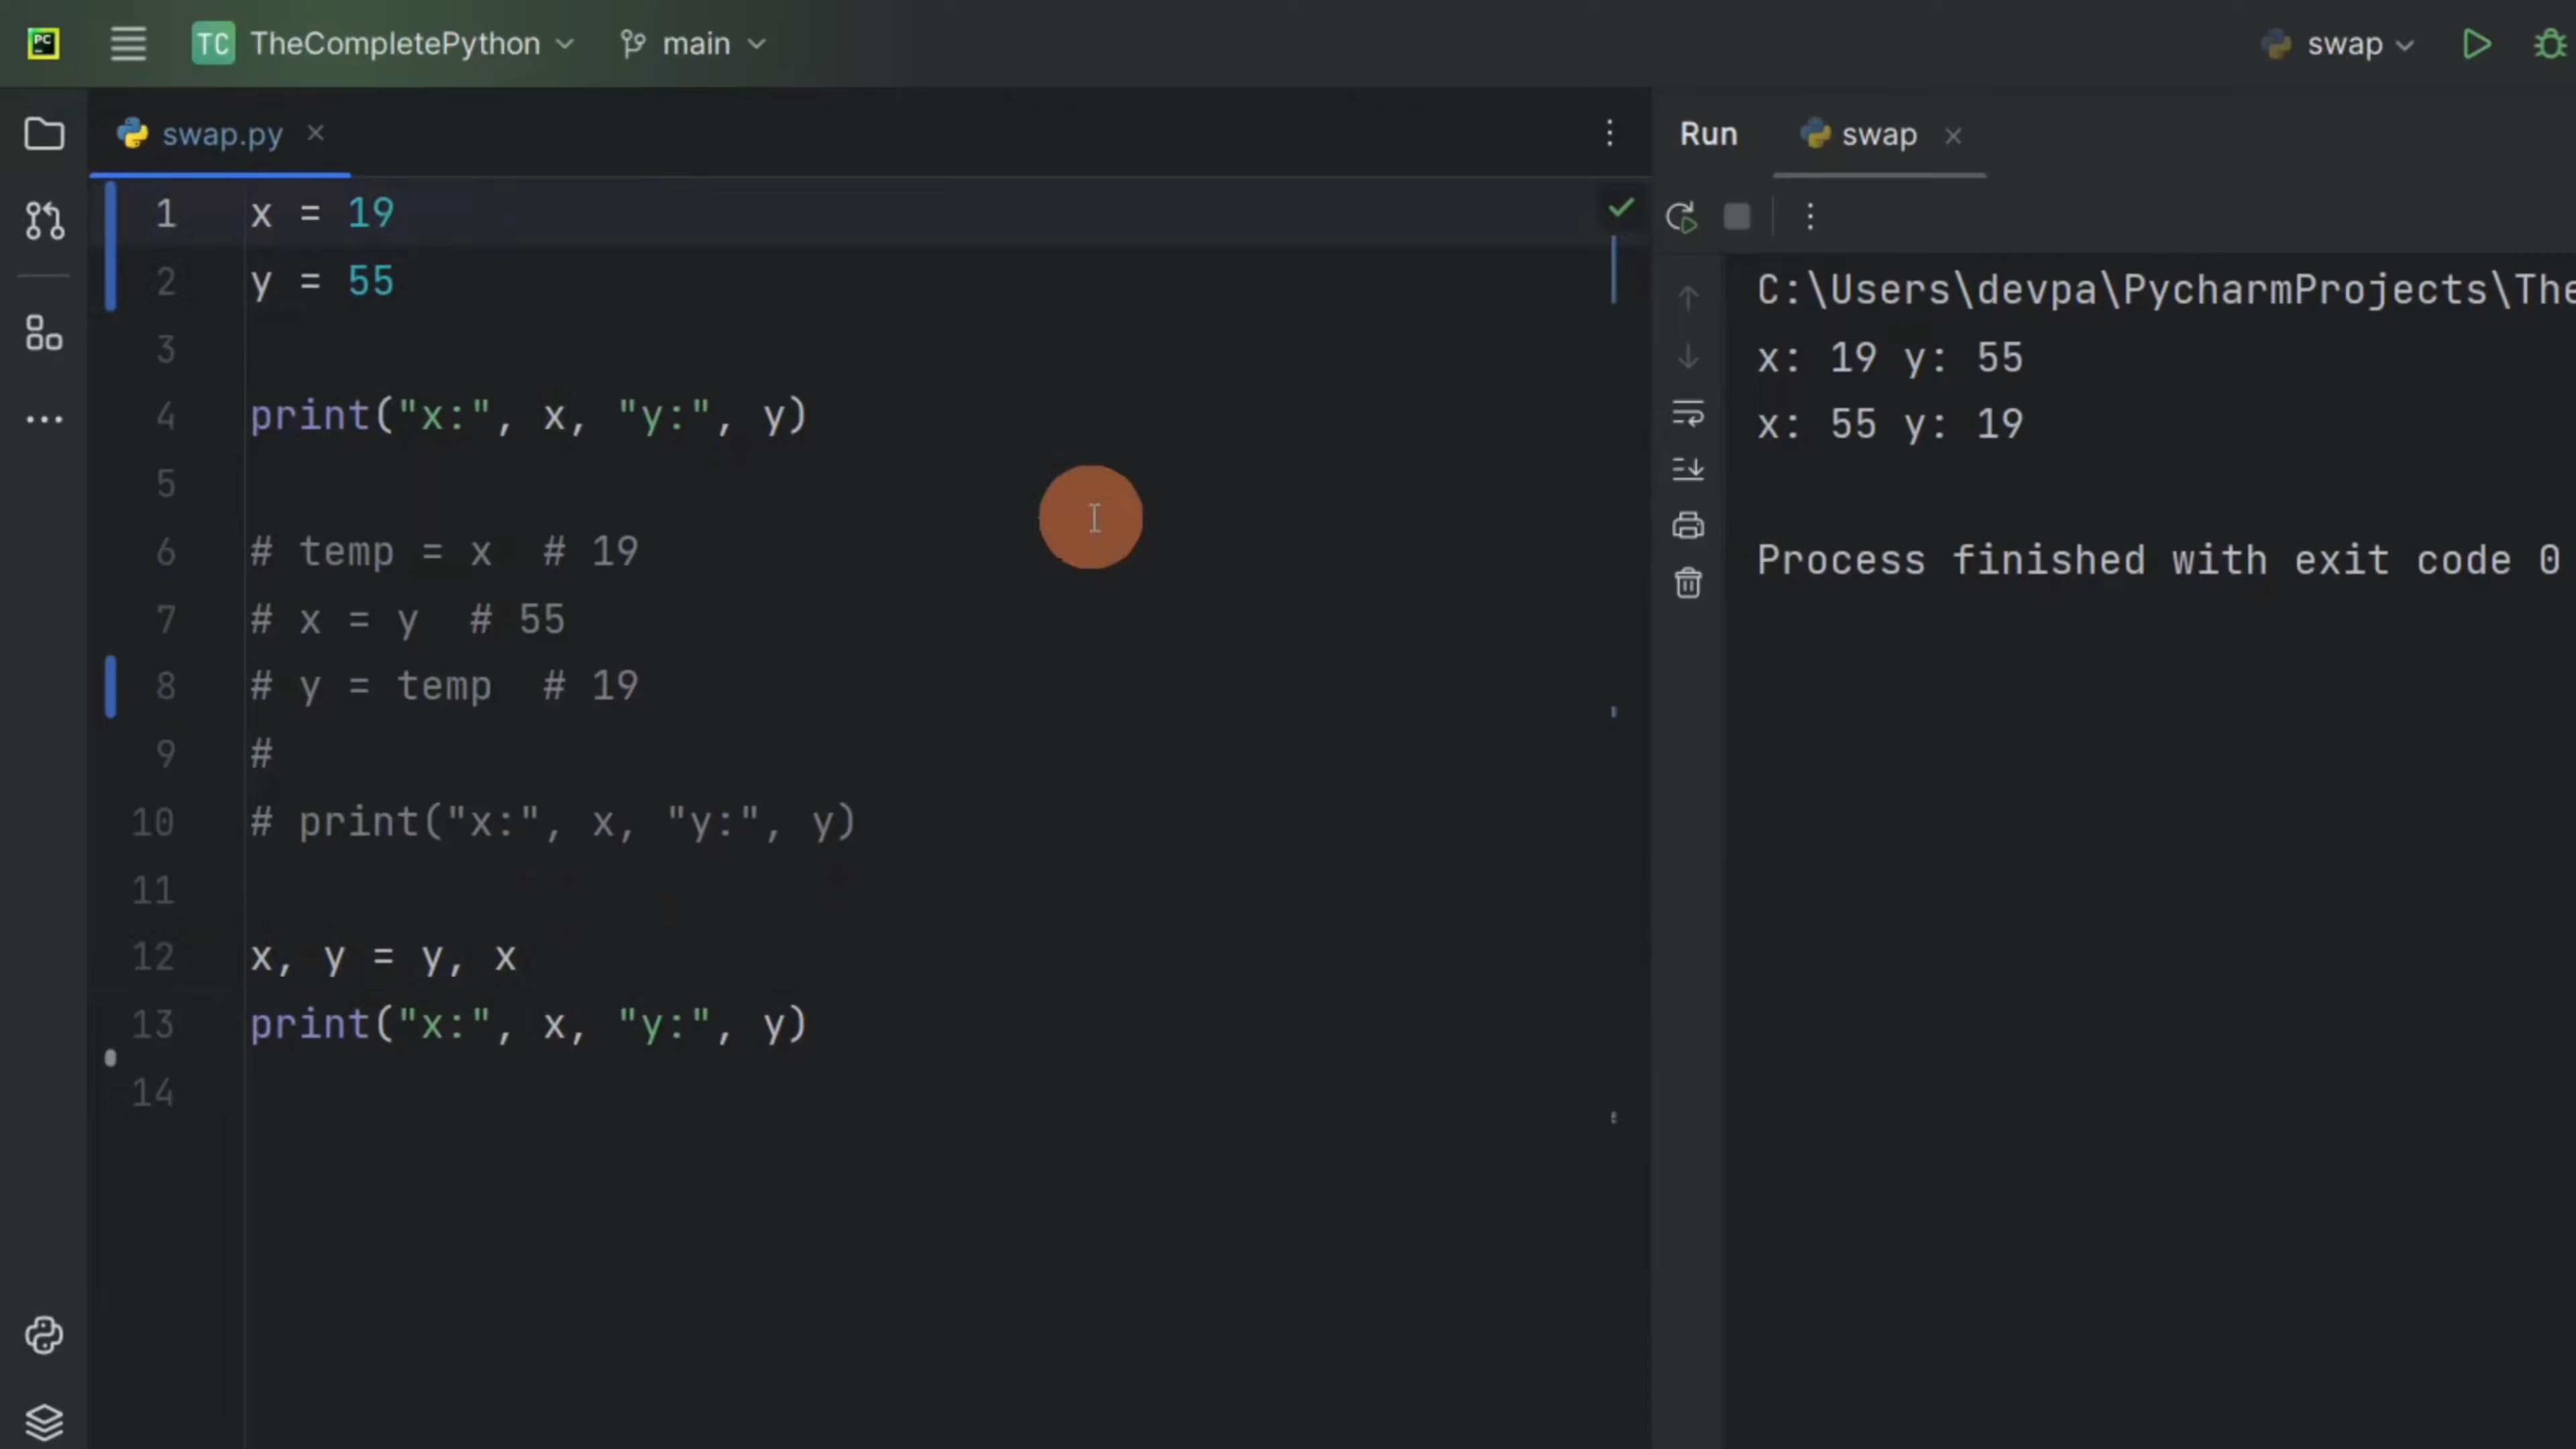 PC TC TheCompletePython main swap
swap.py
Run swap
1 x = 19
2 y = 55
3
4 print("x:", x, "y:", y)
5
6 # temp = x  # 19
7 # x = y  # 55
8 # y = temp  # 19
9 #
10 # print("x:", x, "y:", y)
11
12 x, y = y, x
13 print("x:", x, "y:", y)
14
C:\Users\devpa\PycharmProjects\The
x: 19 y: 55
x: 55 y: 19
Process finished with exit code 0